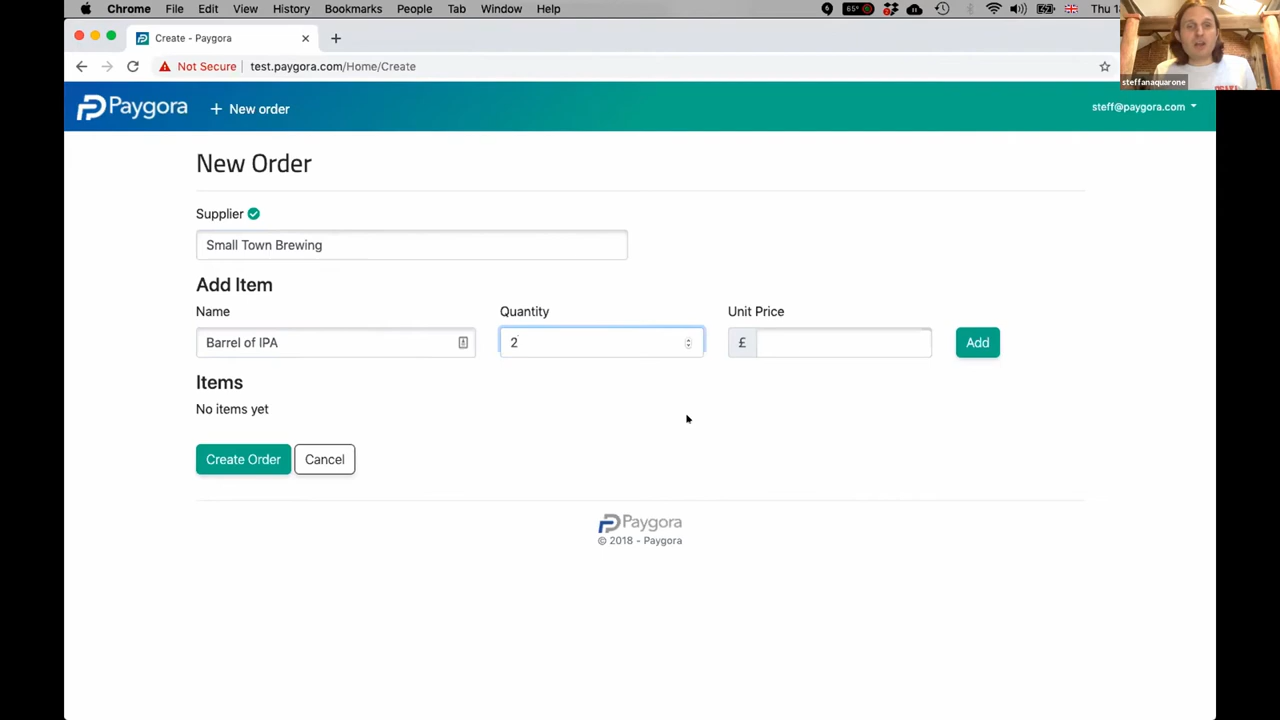 Chrome File Edit View History Bookmarks People Tab Window Help
65°
Thu
Create - Paygora
Not Secure test.paygora.com/Home/Create
steffanaquarone
Paygora + New order steff@paygora.com
New Order
Supplier
Small Town Brewing
Add Item
Name Quantity Unit Price
Barrel of IPA 2 £ Add
Items
No items yet
Create Order Cancel
Paygora
© 2018 - Paygora